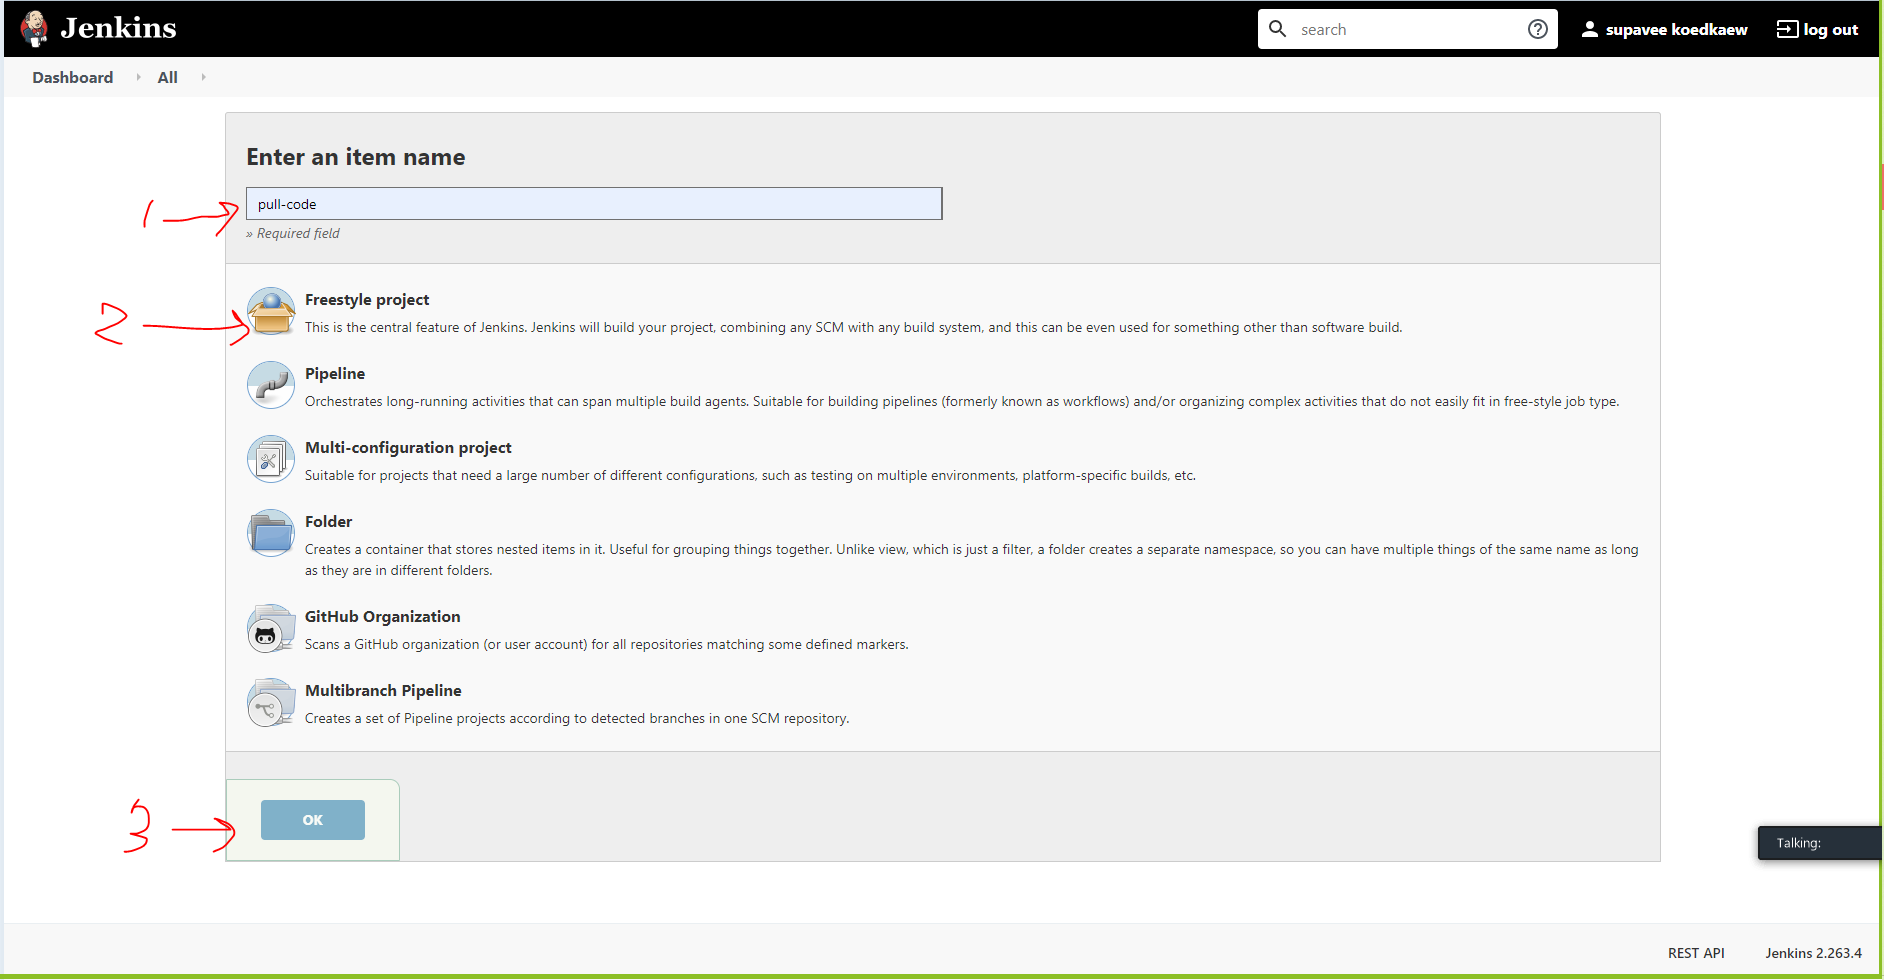 Jenkins
search
supavee koedkaew
log out
Dashboard
All
Enter an item name
1
pull-code
» Required field
2
Freestyle project
This is the central feature of Jenkins. Jenkins will build your project, combining any SCM with any build system, and this can be even used for something other than software build.
Pipeline
Orchestrates long-running activities that can span multiple build agents. Suitable for building pipelines (formerly known as workflows) and/or organizing complex activities that do not easily fit in free-style job type.
Multi-configuration project
Suitable for projects that need a large number of different configurations, such as testing on multiple environments, platform-specific builds, etc.
Folder
Creates a container that stores nested items in it. Useful for grouping things together. Unlike view, which is just a filter, a folder creates a separate namespace, so you can have multiple things of the same name as long
as they are in different folders.
GitHub Organization
Scans a GitHub organization (or user account) for all repositories matching some defined markers.
Multibranch Pipeline
Creates a set of Pipeline projects according to detected branches in one SCM repository.
3
OK
Talking:
REST API
Jenkins 2.263.4